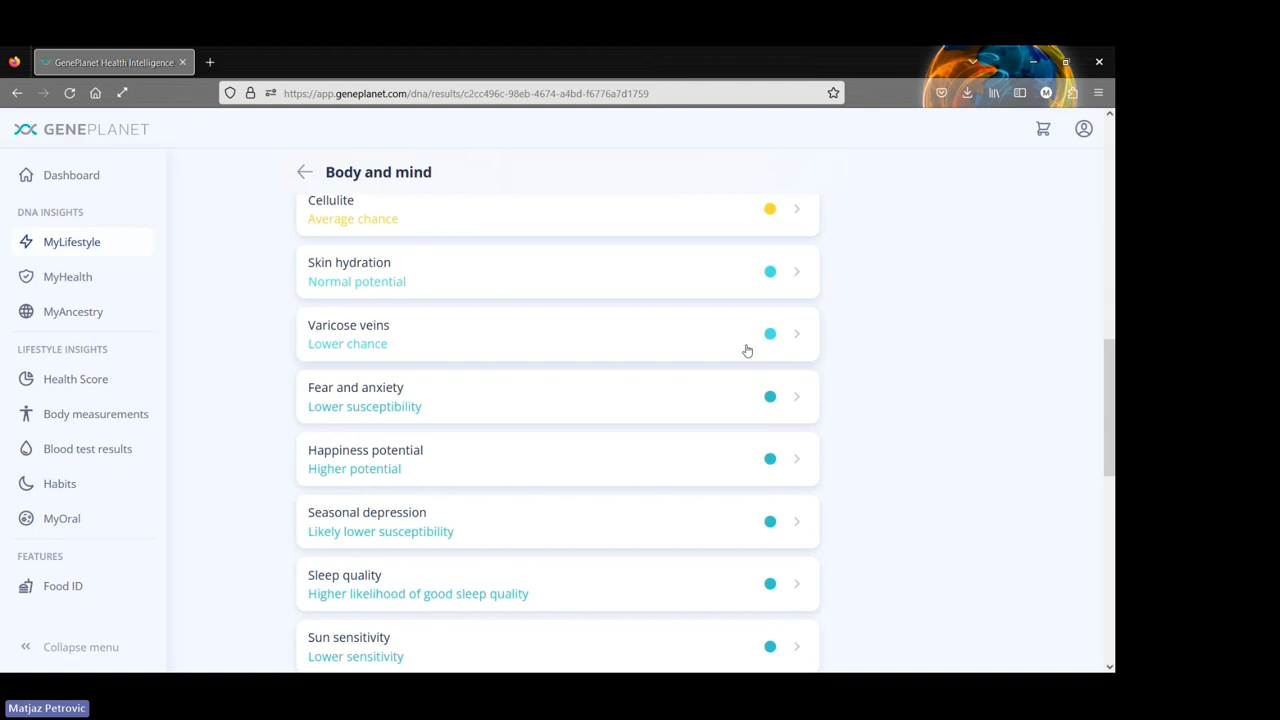 GenePlanet Health Intelligence
https://app.geneplanet.com/dna/results/c2cc496c-98eb-4674-a4bd-f6776a7d1759
M
GENEPLANET
Dashboard
DNA INSIGHTS
MyLifestyle
MyHealth
MyAncestry
LIFESTYLE INSIGHTS
Health Score
Body measurements
Blood test results
Habits
MyOral
FEATURES
Food ID
Collapse menu
Body and mind
Cellulite
Average chance
Skin hydration
Normal potential
Varicose veins
Lower chance
Fear and anxiety
Lower susceptibility
Happiness potential
Higher potential
Seasonal depression
Likely lower susceptibility
Sleep quality
Higher likelihood of good sleep quality
Sun sensitivity
Lower sensitivity
Matjaz Petrovic